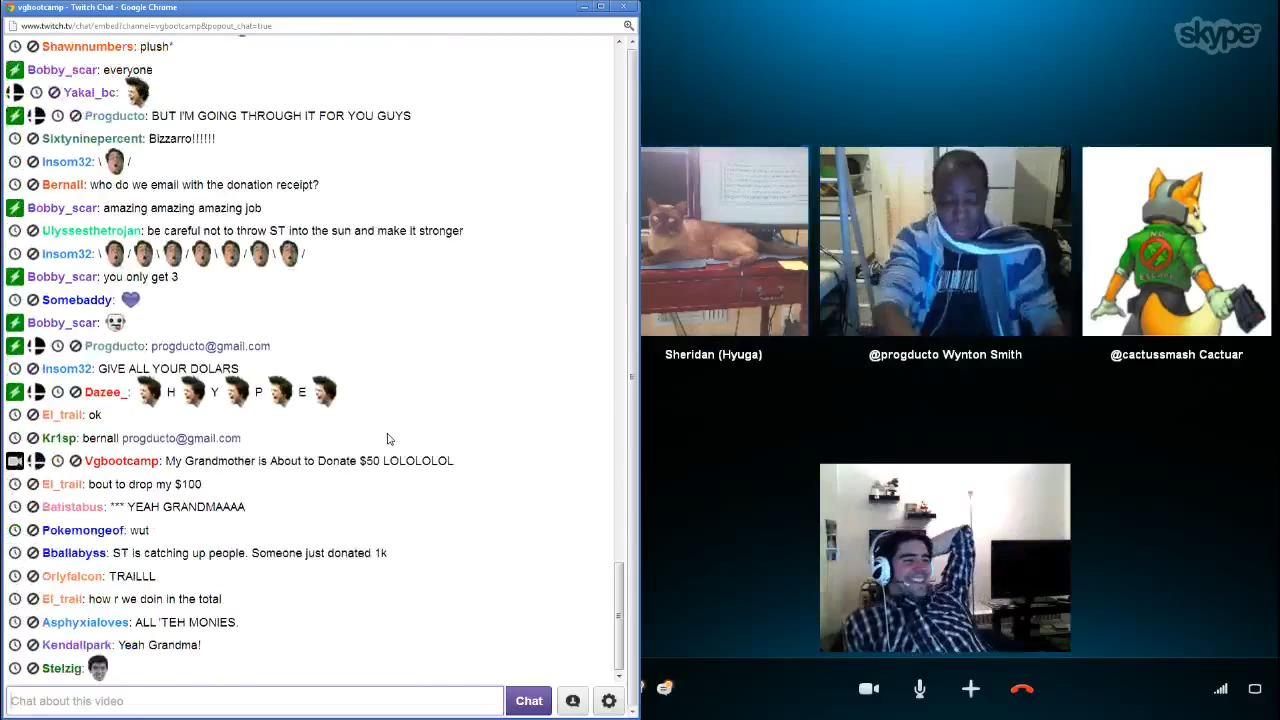 vgbootcamp - Twitch Chat - Google Chrome
www.twitch.tv/chat/embed?channel=vgbootcamp&popout_chat=true
Shawnnumbers: plush*
Bobby_scar: everyone
Yakai_bc:
Progducto: BUT I'M GOING THROUGH IT FOR YOU GUYS
Sixtyninepercent: Bizzarro!!!!!!
Insom32: \ /
Bernall: who do we email with the donation receipt?
Bobby_scar: amazing amazing amazing job
Ulyssesthetrojan: be careful not to throw ST into the sun and make it stronger
Insom32: \ / \ / \ / \ /
Bobby_scar: you only get 3
Somebaddy:
Bobby_scar:
Progducto: progducto@gmail.com
Insom32: GIVE ALL YOUR DOLARS
Dazee_: H Y P E
El_trail: ok
Kr1sp: bernall progducto@gmail.com
Vgbootcamp: My Grandmother is About to Donate $50 LOLOLOLOL
El_trail: bout to drop my $100
Batistabus: *** YEAH GRANDMAAAA
Pokemongeof: wut
Bballabyss: ST is catching up people. Someone just donated 1k
Orlyfalcon: TRAILLL
El_trail: how r we doin in the total
Asphyxialoves: ALL 'TEH MONIES.
Kendallpark: Yeah Grandma!
Stelzig:
Chat about this video
Chat
skype
NO
ESCAPE
Sheridan (Hyuga)
@progducto Wynton Smith
@cactussmash Cactuar